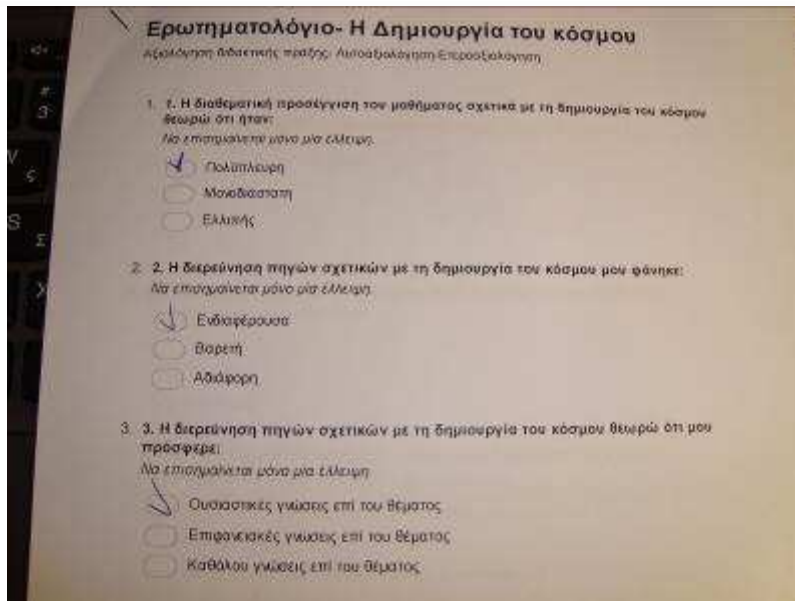 Ερωτηματολόγιο- Η Δημιουργία του κόσμου
Αξιολόγηση διδακτικής πράξης- Αυτοαξιολόγηση-Ετεροαξιολόγηση
1. 1. Η διαθεματική προσέγγιση του μαθήματος σχετικά με τη δημιουργία του κόσμου
θεωρώ ότι ήταν:
Να επισημαίνεται μόνο μία έλλειψη.
Πολύπλευρη
Μονοδιάστατη
Ελλιπής
2. 2. Η διερεύνηση πηγών σχετικών με τη δημιουργία του κόσμου μου φάνηκε:
Να επισημαίνεται μόνο μία έλλειψη.
Ενδιαφέρουσα
Βαρετή
Αδιάφορη
3. 3. Η διερεύνηση πηγών σχετικών με τη δημιουργία του κόσμου θεωρώ ότι μου
προσφερε:
Να επισημαίνεται μόνο μία έλλειψη.
Ουσιαστικές γνώσεις επί του θέματος
Επιφανειακές γνώσεις επί του θέματος
Καθόλου γνώσεις επί του θέματος
#
3
V
ς
S
Σ
X